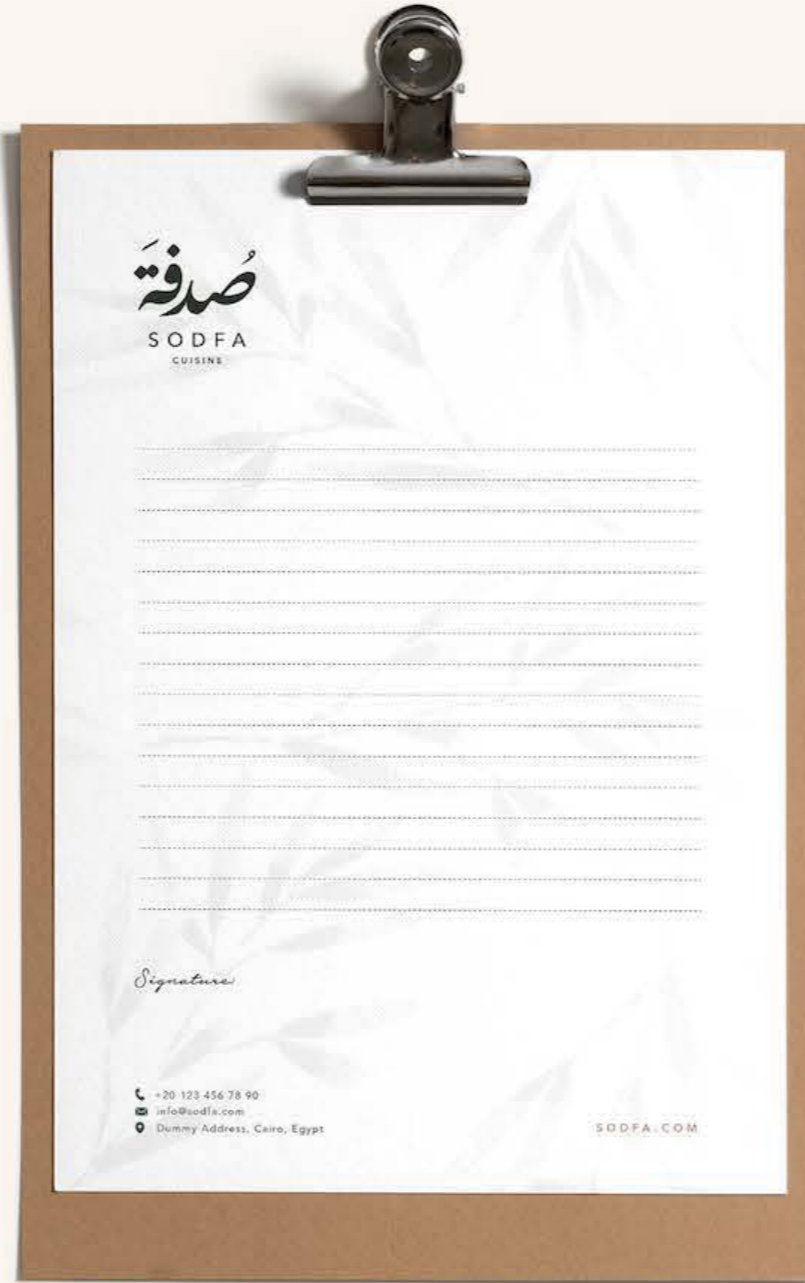 صُدفةَ
SODFA
CUISINE
Signature
+20 123 456 78 90
info@sodfa.com
Dummy Address, Cairo, Egypt
SODFA.COM